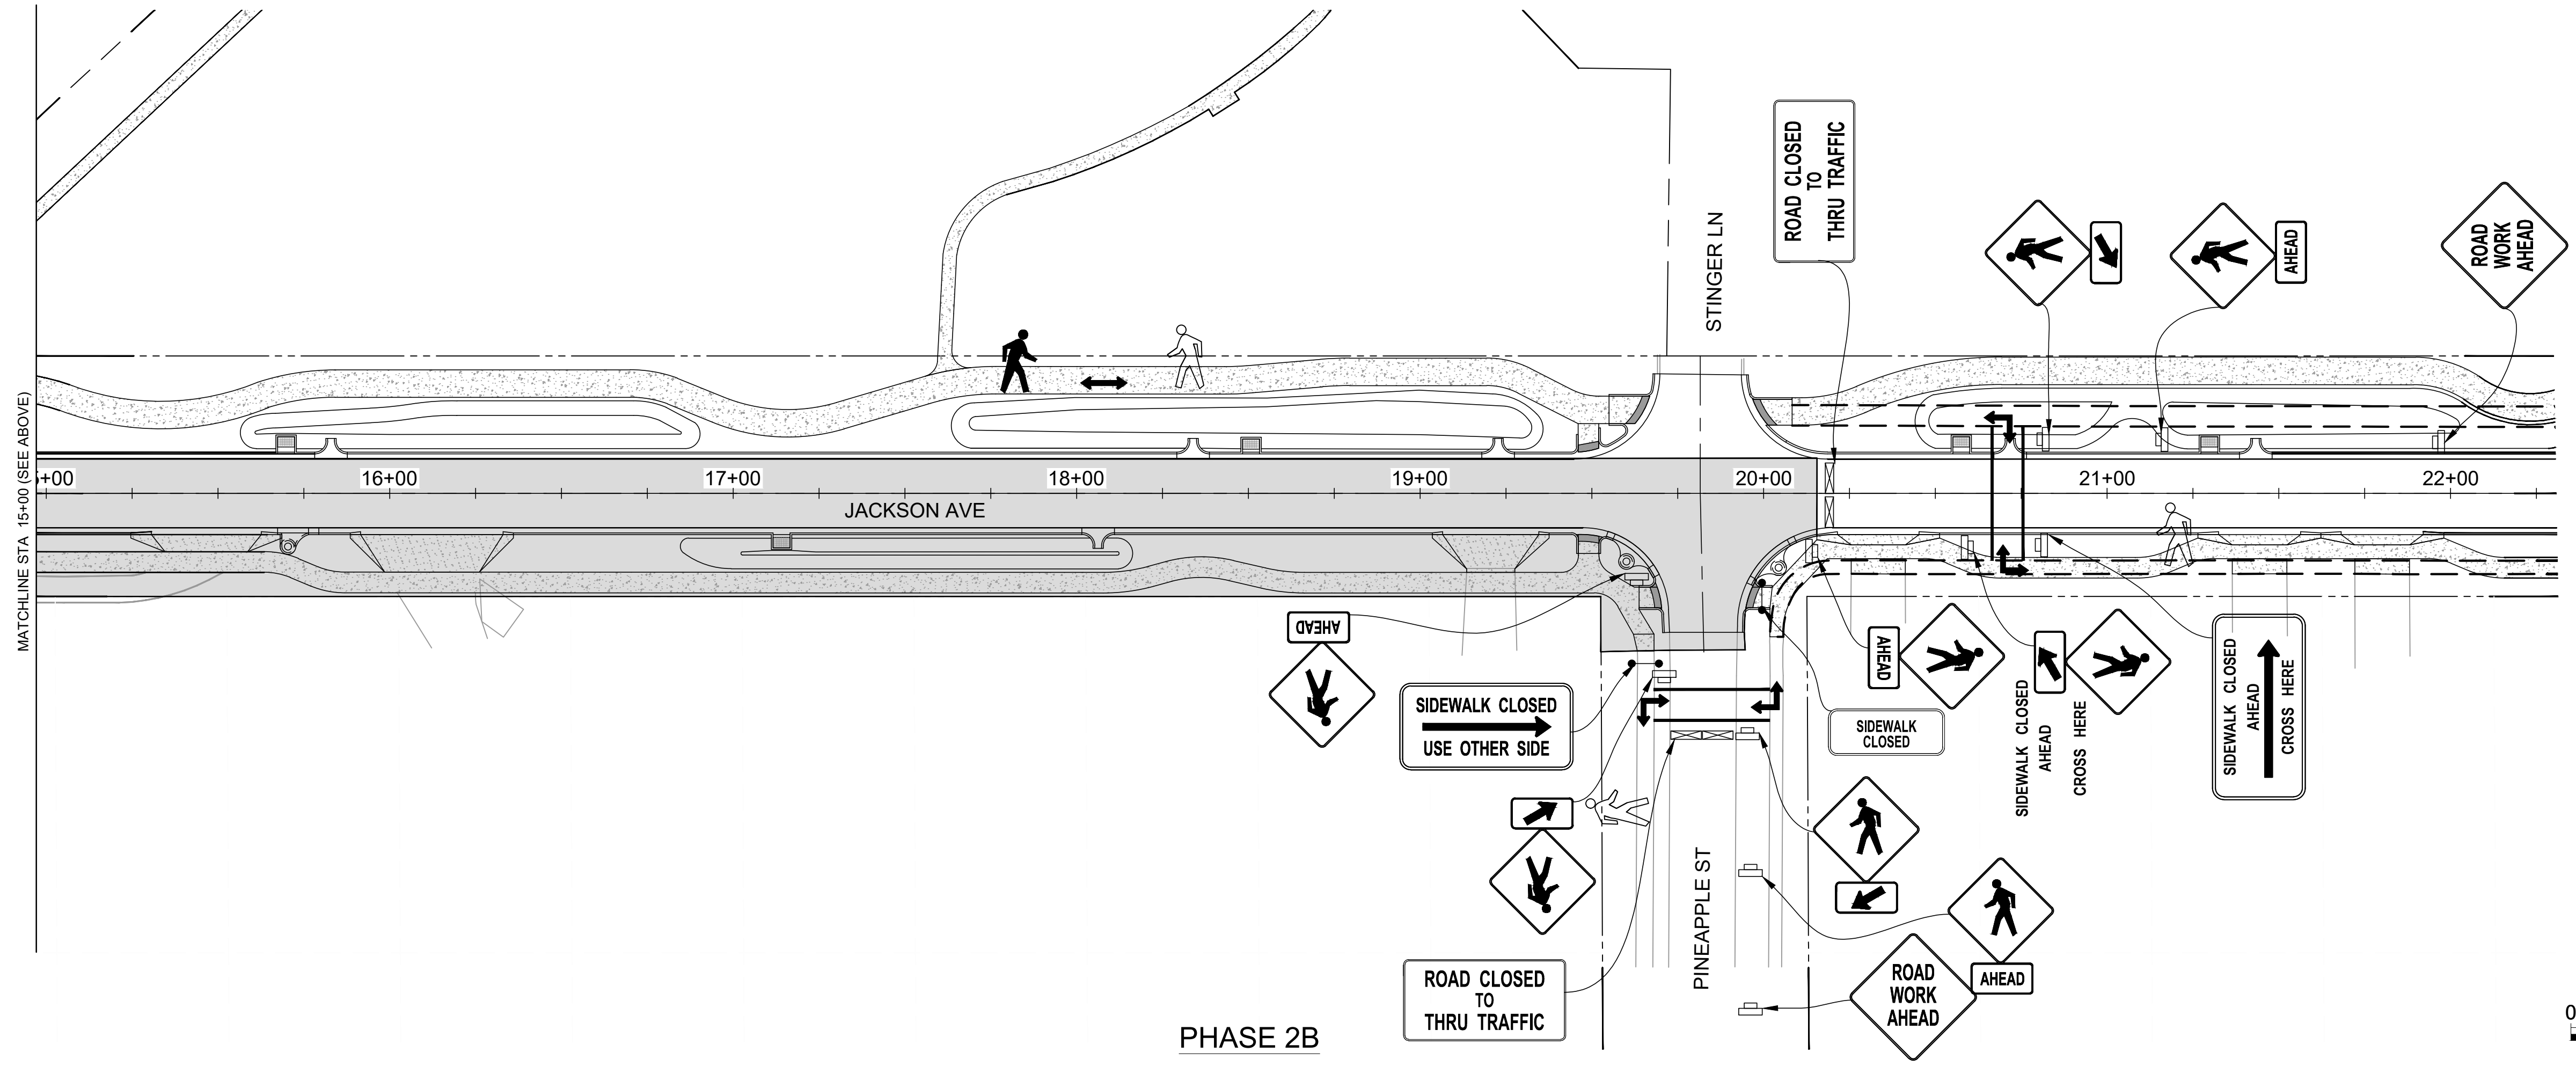 ROAD CLOSED
TO
THRU TRAFFIC
STINGER LN
AHEAD
ROAD
WORK
AHEAD
MATCHLINE STA 15+00 (SEE ABOVE)
5+00
16+00
17+00
18+00
19+00
20+00
21+00
22+00
JACKSON AVE
AHEAD
SIDEWALK CLOSED
USE OTHER SIDE
SIDEWALK
CLOSED
AHEAD
SIDEWALK CLOSED
AHEAD
CROSS HERE
SIDEWALK CLOSED
AHEAD
CROSS HERE
PINEAPPLE ST
ROAD CLOSED
TO
THRU TRAFFIC
ROAD
WORK
AHEAD
AHEAD
PHASE 2B
0